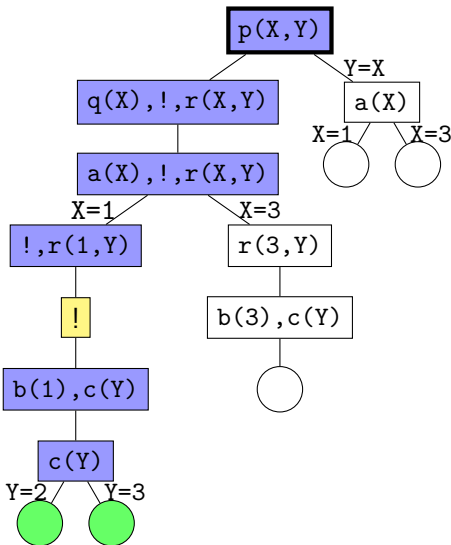 p(X,Y)
Y=X
q(X),!,r(X,Y)
a(X)
X=1
X=3
a(X),!,r(X,Y)
X=1
X=3
!,r(1,Y)
r(3,Y)
!
b(3),c(Y)
b(1),c(Y)
c(Y)
Y=2
Y=3